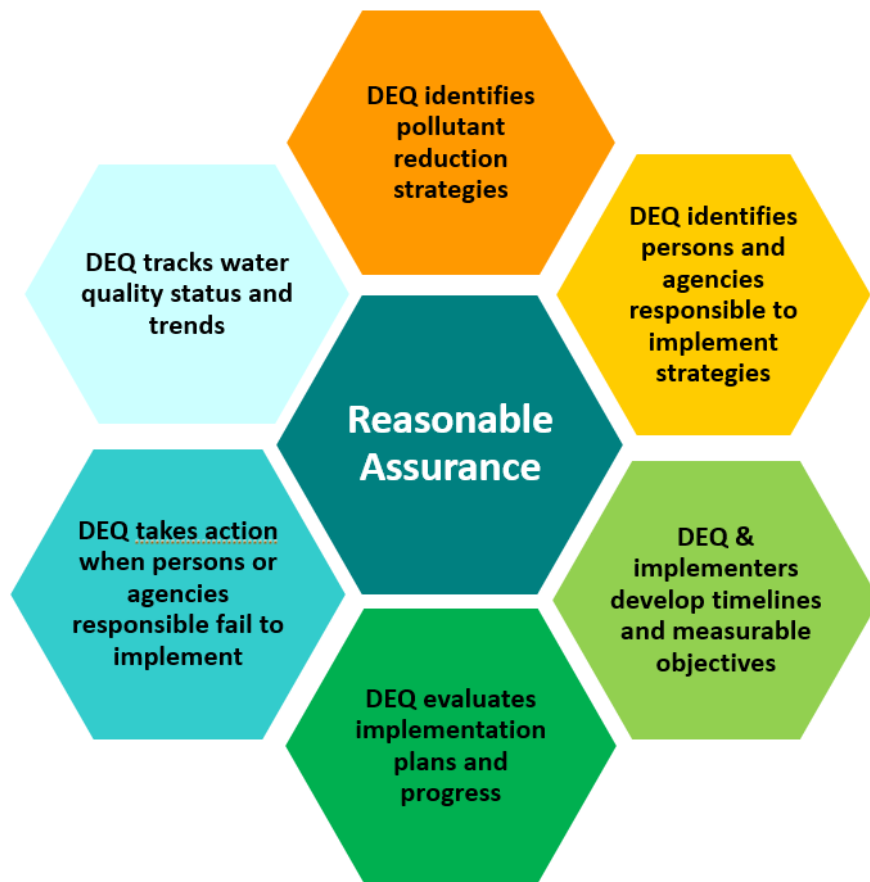 DEQ identifies
pollutant
reduction
strategies
DEQ identifies
persons and
agencies
responsible to
implement
strategies
DEQ &
implementers
develop timelines
and measurable
objectives
DEQ evaluates
implementation
plans and
progress
DEQ takes action
when persons or
agencies
responsible fail to
implement
DEQ tracks water
quality status and
trends
Reasonable
Assurance